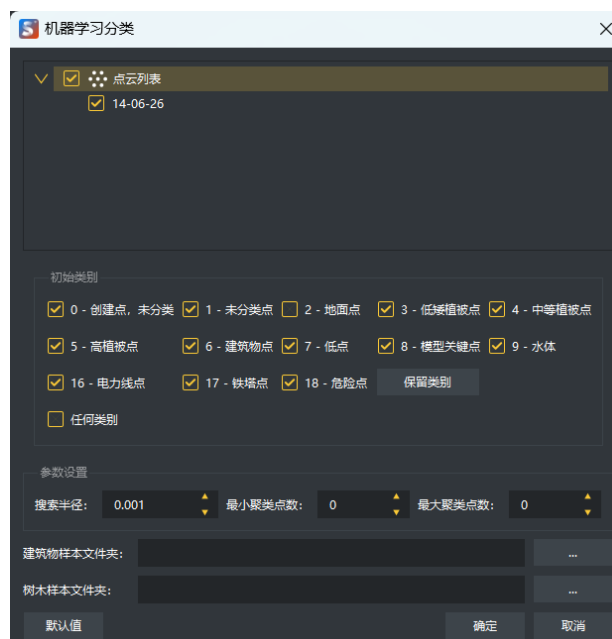 机器学习分类
点云列表
14-06-26
初始类别
0 - 创建点，未分类 1 - 未分类点 2 - 地面点 3 - 低矮植被点 4 - 中等植被点
5 - 高植被点 6 - 建筑物点 7 - 低点 8 - 模型关键点 9 - 水体
16 - 电力线点 17 - 铁塔点 18 - 危险点 保留类别
任何类别
参数设置
搜索半径： 0.001 最小聚类点数： 0 最大聚类点数： 0
建筑物样本文件夹： ...
树木样本文件夹： ...
默认值 确定 取消